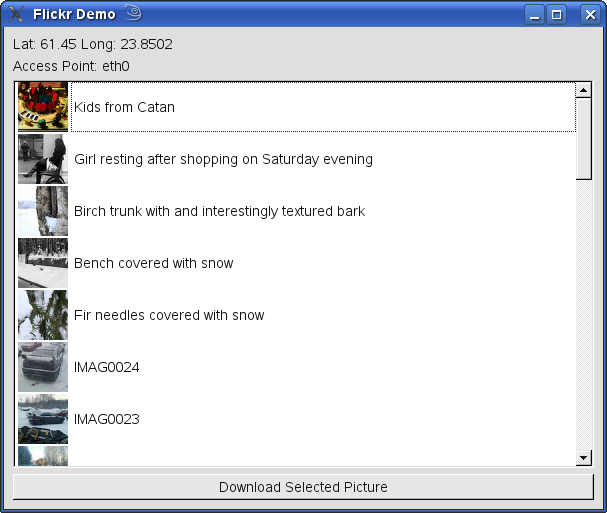 Flickr Demo
Lat: 61.45 Long: 23.8502
Access Point: eth0
Kids from Catan
Girl resting after shopping on Saturday evening
Birch trunk with and interestingly textured bark
Bench covered with snow
Fir needles covered with snow
IMAG0024
IMAG0023
Download Selected Picture